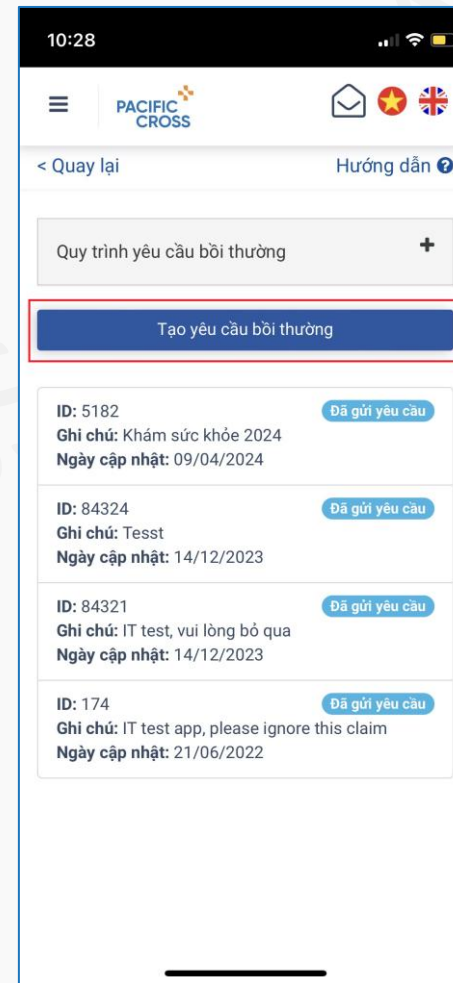 10:28
PACIFIC
CROSS
< Quay lại
Hướng dẫn ?
Quy trình yêu cầu bồi thường +
Tạo yêu cầu bồi thường
ID: 5182 Đã gửi yêu cầu
Ghi chú: Khám sức khỏe 2024
Ngày cập nhật: 09/04/2024
ID: 84324 Đã gửi yêu cầu
Ghi chú: Tesst
Ngày cập nhật: 14/12/2023
ID: 84321 Đã gửi yêu cầu
Ghi chú: IT test, vui lòng bỏ qua
Ngày cập nhật: 14/12/2023
ID: 174 Đã gửi yêu cầu
Ghi chú: IT test app, please ignore this claim
Ngày cập nhật: 21/06/2022